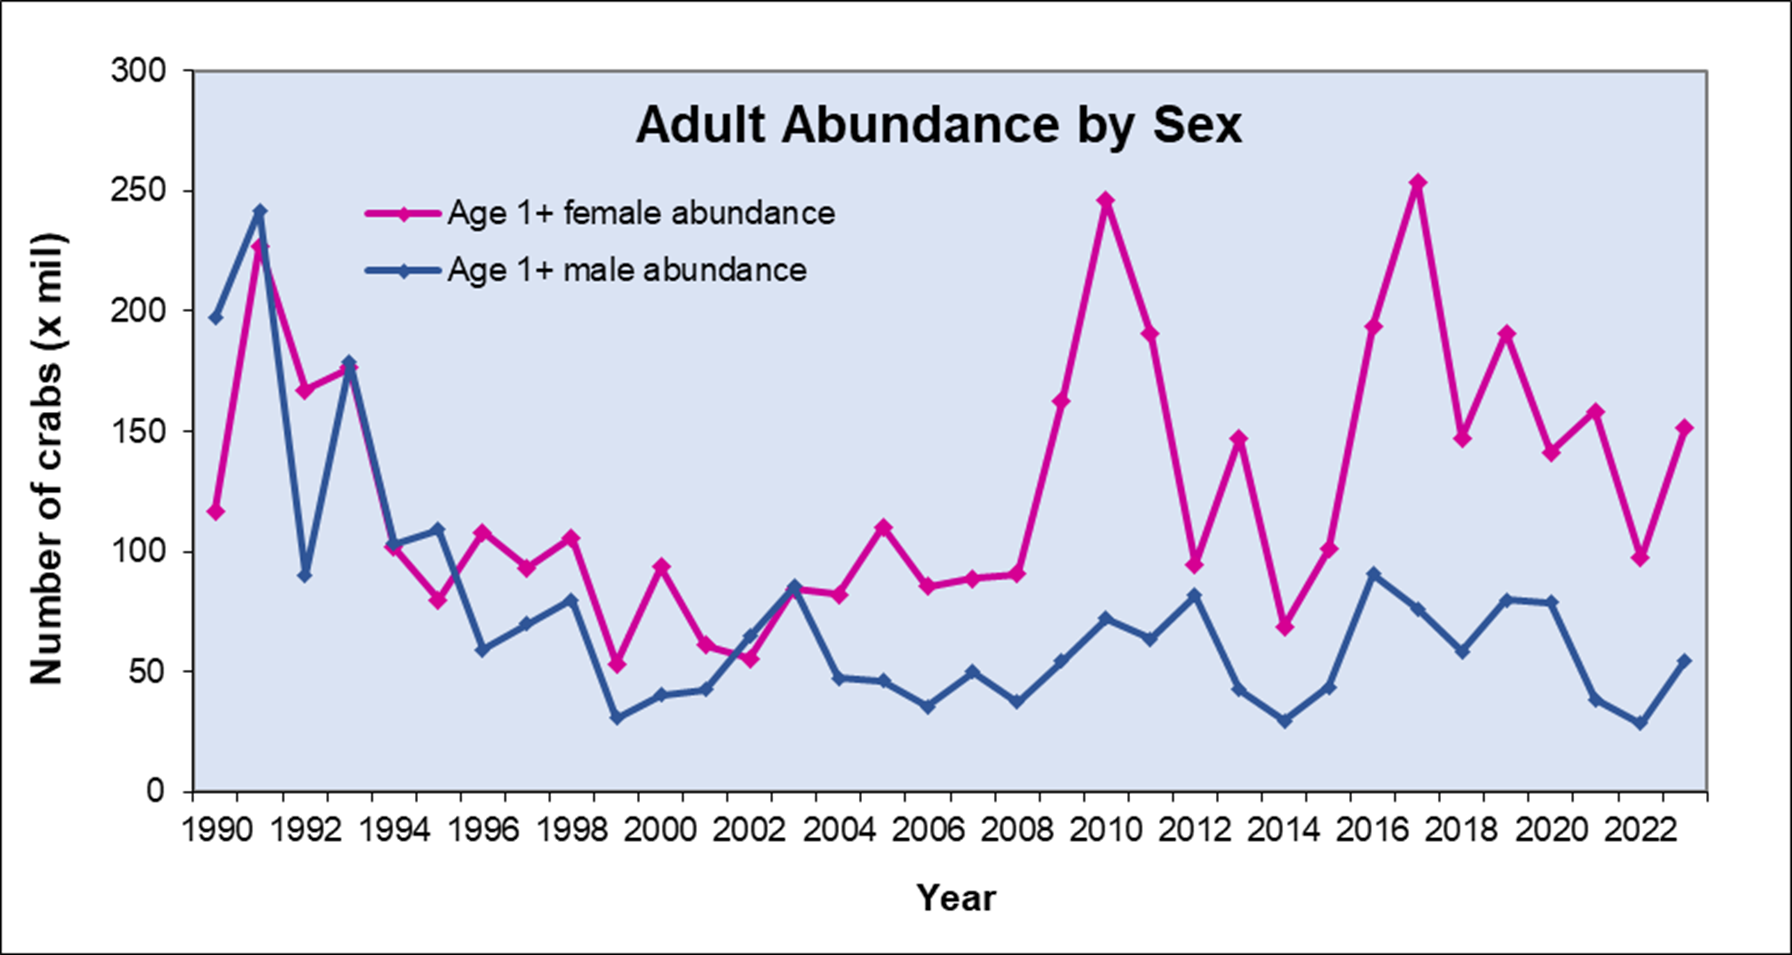 Adult Abundance by Sex
Age 1+ female abundance
Age 1+ male abundance
Number of crabs (x mil)
300
250
200
150
100
50
0
1990 1992 1994 1996 1998 2000 2002 2004 2006 2008 2010 2012 2014 2016 2018 2020 2022
Year